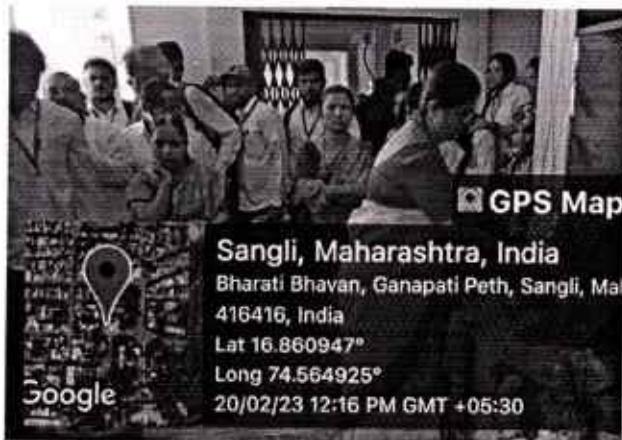 GPS Map
Sangli, Maharashtra, India
Bharati Bhavan, Ganapati Peth, Sangli, Mal
416416, India
Lat 16.860947°
Long 74.564925°
20/02/23 12:16 PM GMT +05:30
Google